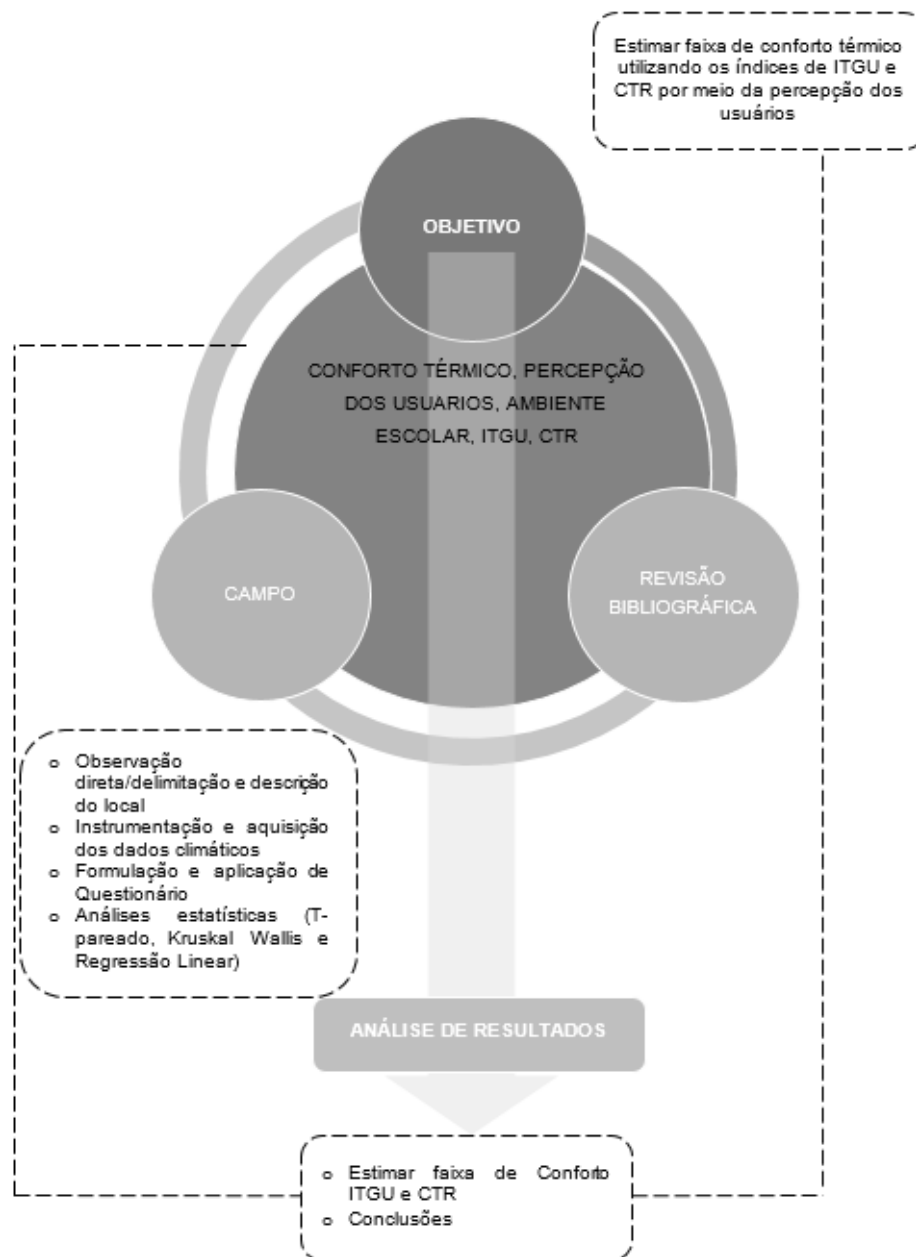 Estimar faixa de conforto térmico
utilizando os índices de ITGU e
CTR por meio da percepção dos
usuários
OBJETIVO
CONFORTO TÉRMICO, PERCEPÇÃO
DOS USUARIOS, AMBIENTE
ESCOLAR, ITGU, CTR
CAMPO
REVISÃO
BIBLIOGRÁFICA
o Observação
direta/delimitação e descrição
do local
o Instrumentação e aquisição
dos dados climáticos
o Formulação e aplicação de
Questionário
o Análises estatísticas (T-
pareado, Kruskal Wallis e
Regressão Linear)
ANÁLISE DE RESULTADOS
o Estimar faixa de Conforto
ITGU e CTR
o Conclusões